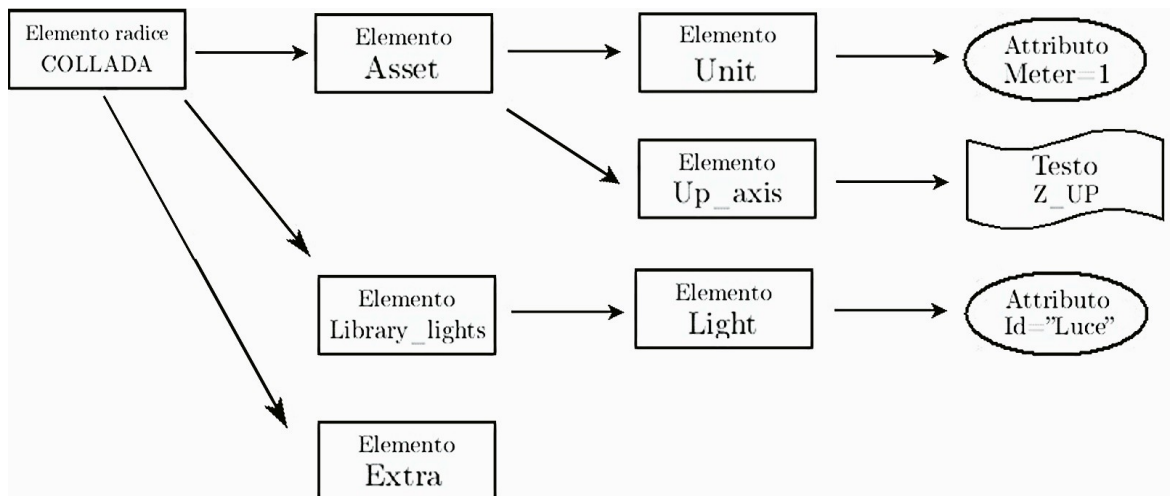 Elemento radice
COLLADA
Elemento
Asset
Elemento
Unit
Attributo
Meter=1
Elemento
Up_axis
Testo
Z_UP
Elemento
Library_lights
Elemento
Light
Attributo
Id=”Luce”
Elemento
Extra